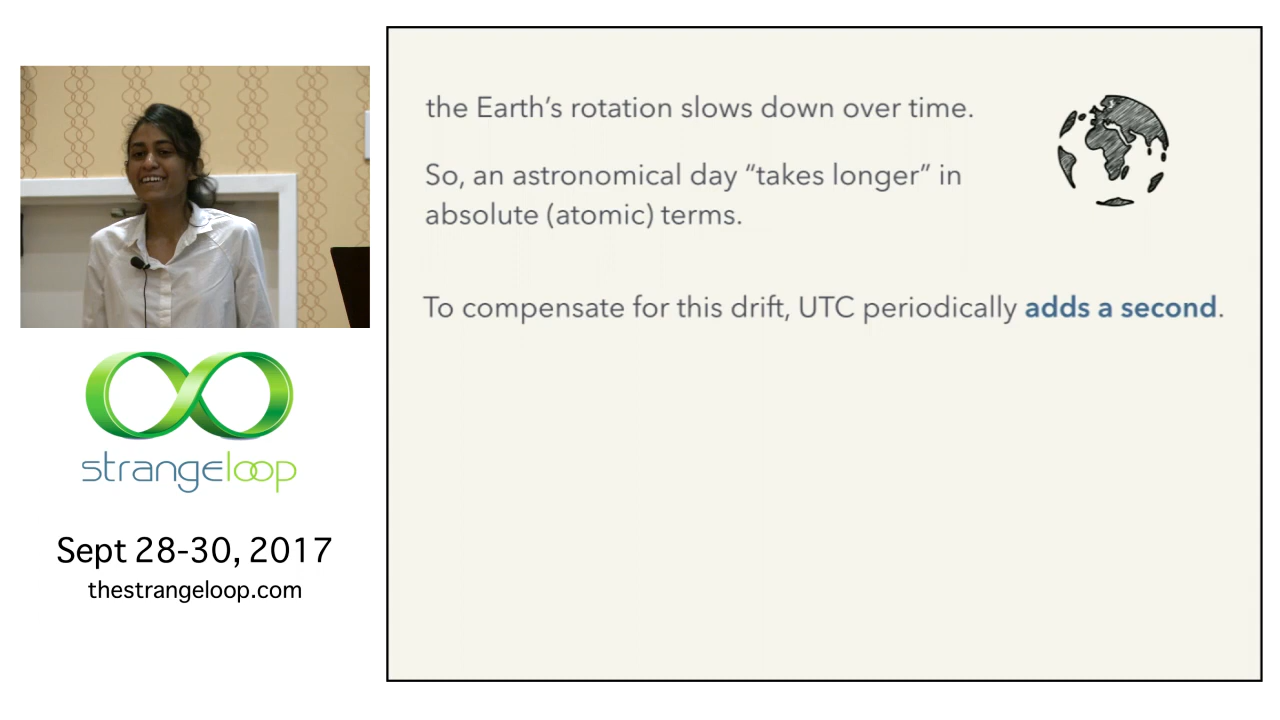 the Earth’s rotation slows down over time.
So, an astronomical day “takes longer” in
absolute (atomic) terms.
To compensate for this drift, UTC periodically adds a second.
strangeloop
Sept 28-30, 2017
thestrangeloop.com